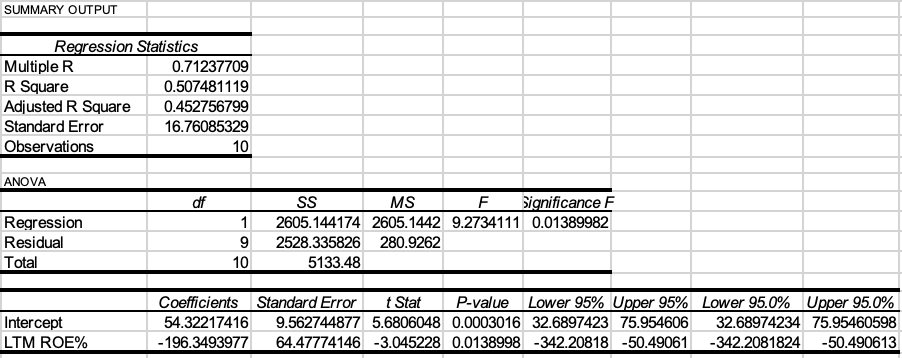 SUMMARY OUTPUT
Regression Statistics
Multiple R 0.71237709
R Square 0.507481119
Adjusted R Square 0.452756799
Standard Error 16.76085329
Observations 10
ANOVA
df SS MS F Significance F
Regression 1 2605.144174 2605.1442 9.2734111 0.01389982
Residual 9 2528.335826 280.9262
Total 10 5133.48
Coefficients Standard Error t Stat P-value Lower 95% Upper 95% Lower 95.0% Upper 95.0%
Intercept 54.32217416 9.562744877 5.6806048 0.0003016 32.6897423 75.954606 32.68974234 75.95460598
LTM ROE% -196.3493977 64.47774146 -3.045228 0.0138998 -342.20818 -50.49061 -342.2081824 -50.490613